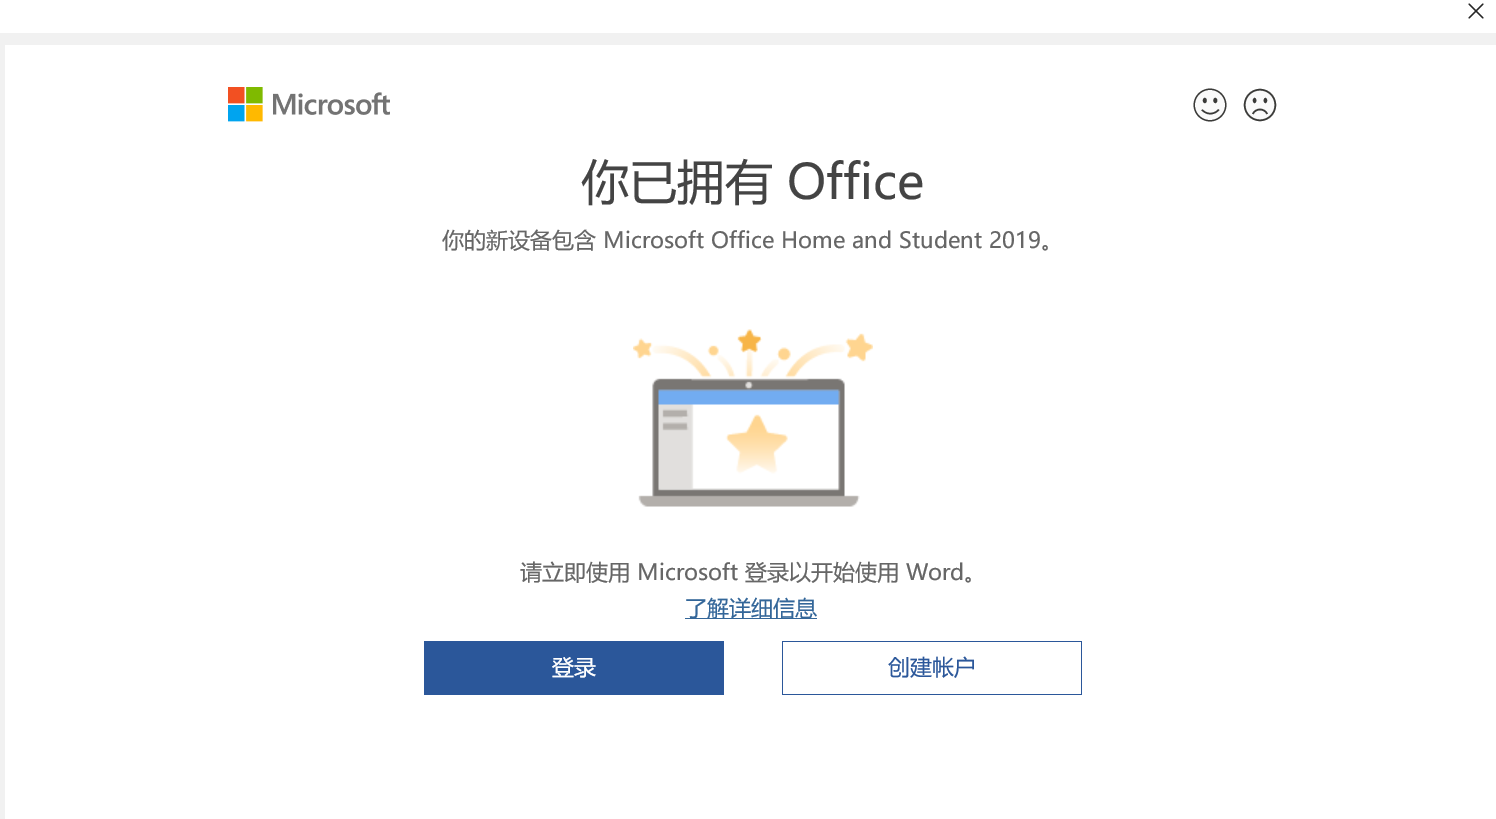 Microsoft
你已拥有 Office
你的新设备包含 Microsoft Office Home and Student 2019。
请立即使用 Microsoft 登录以开始使用 Word。
了解详细信息
登录
创建帐户